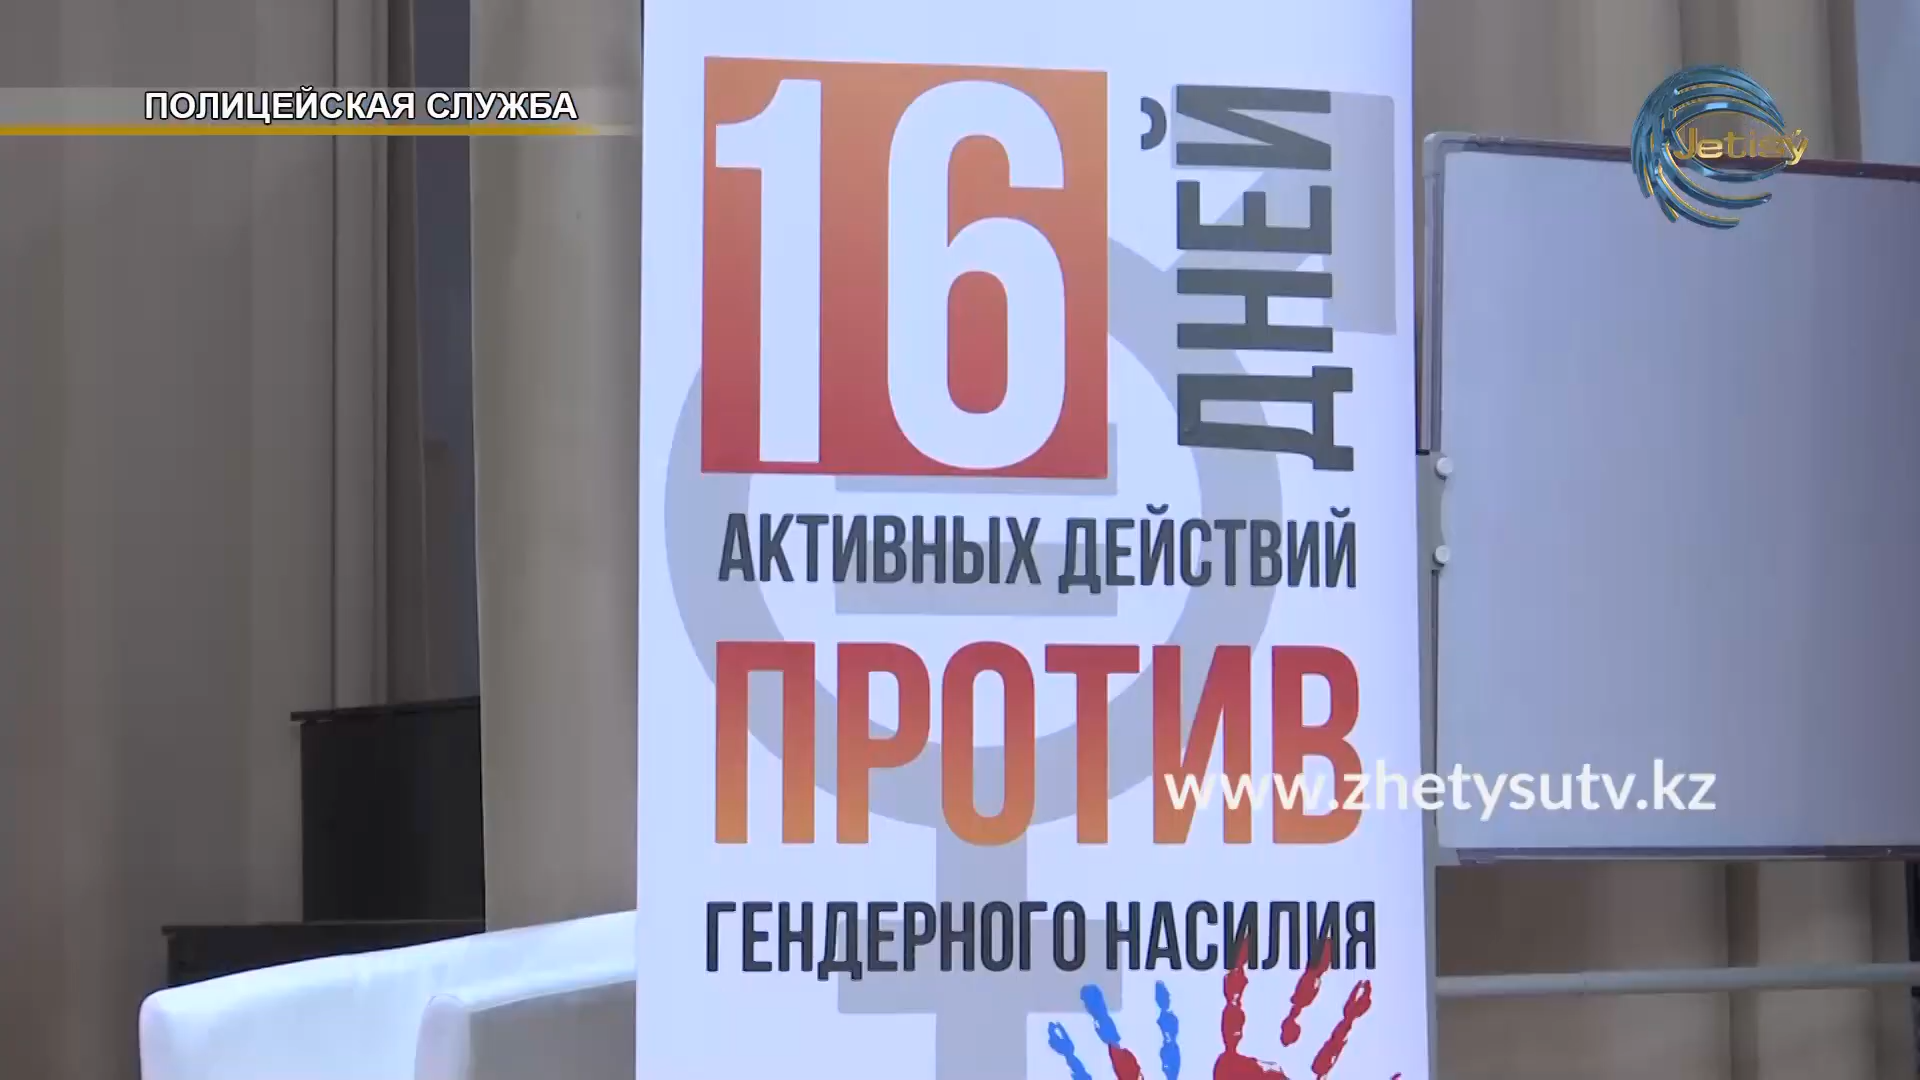 ПОЛИЦЕЙСКАЯ СЛУЖБА
Jetisý
16
ДНЕЙ
АКТИВНЫХ ДЕЙСТВИЙ
ПРОТИВ
www.zhetysutv.kz
ГЕНДЕРНОГО НАСИЛИЯ